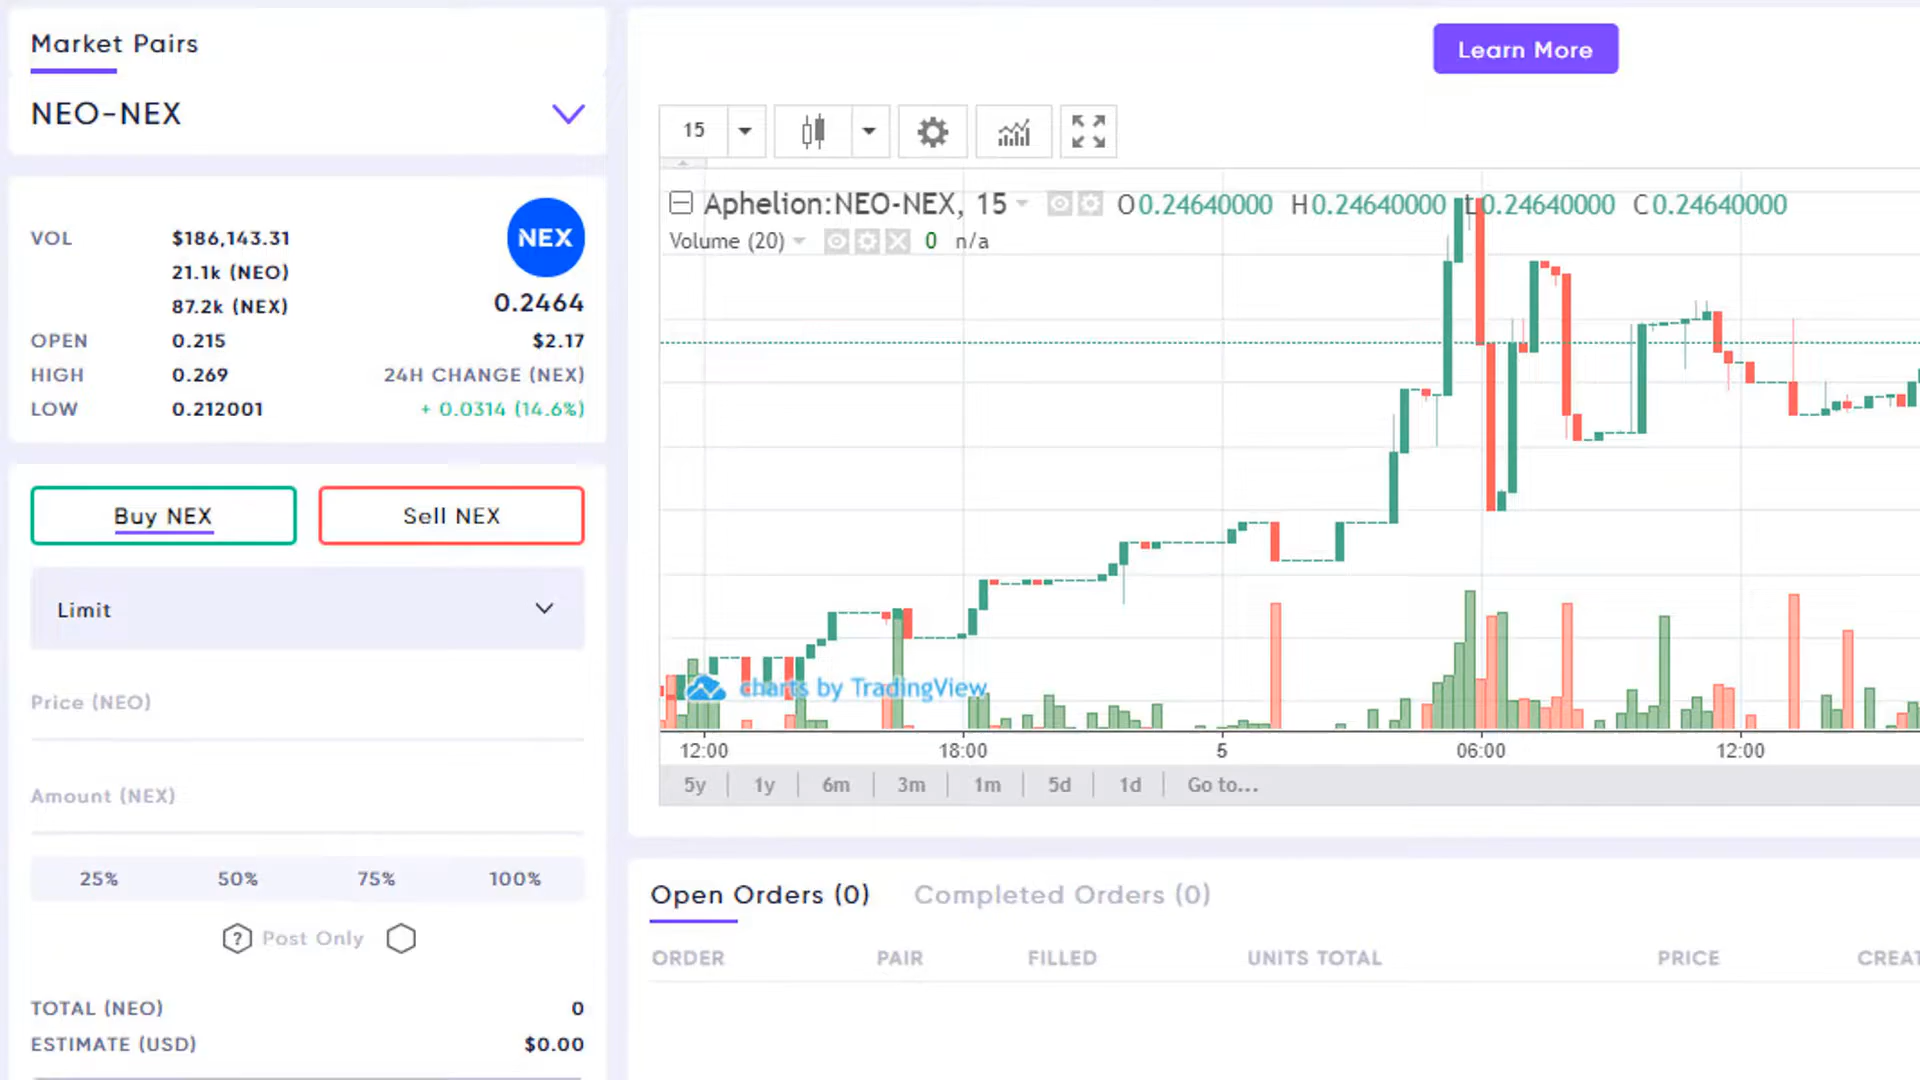 Market Pairs
NEO-NEX
VOL $186,143.31
21.1k (NEO)
87.2k (NEX)
NEX
0.2464
OPEN 0.215 $2.17
HIGH 0.269 24H CHANGE (NEX)
LOW 0.212001 + 0.0314 (14.6%)
Buy NEX Sell NEX
Limit
Price (NEO)
Amount (NEX)
25% 50% 75% 100%
? Post Only
TOTAL (NEO) 0
ESTIMATE (USD) $0.00
Learn More
15
Aphelion:NEO-NEX, 15 O0.24640000 H0.24640000 L0.24640000 C0.24640000
Volume (20) 0 n/a
charts by TradingView
12:00 18:00 5 06:00 12:00
5y 1y 6m 3m 1m 5d 1d Go to...
Open Orders (0) Completed Orders (0)
ORDER PAIR FILLED UNITS TOTAL PRICE CREAT